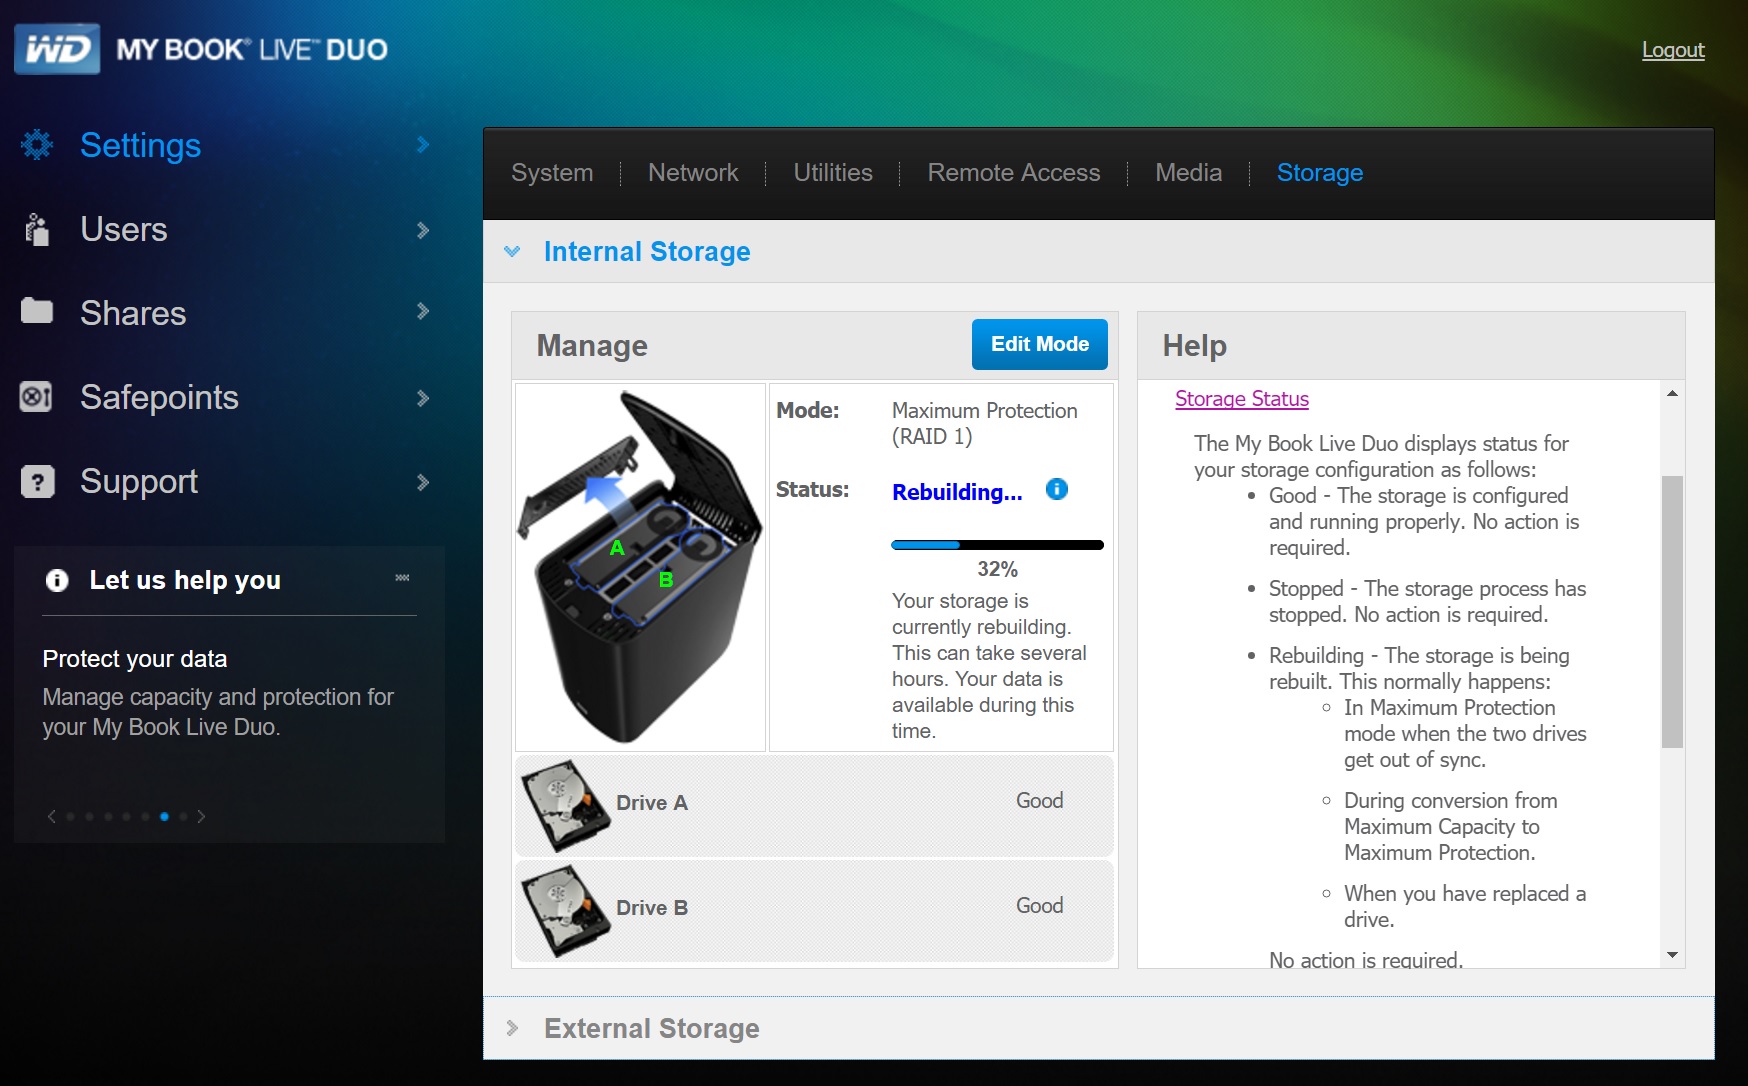 WD MY BOOK® LIVE™ DUO
Logout
Settings
Users
Shares
Safepoints
Support
Let us help you
Protect your data
Manage capacity and protection for
your My Book Live Duo.
System
Network
Utilities
Remote Access
Media
Storage
Internal Storage
Manage
Edit Mode
A
B
Mode:
Maximum Protection
(RAID 1)
Status:
Rebuilding...
32%
Your storage is
currently rebuilding.
This can take several
hours. Your data is
available during this
time.
Drive A
Good
Drive B
Good
Help
Storage Status
The My Book Live Duo displays status for
your storage configuration as follows:
Good - The storage is configured
and running properly. No action is
required.
Stopped - The storage process has
stopped. No action is required.
Rebuilding - The storage is being
rebuilt. This normally happens:
In Maximum Protection
mode when the two drives
get out of sync.
During conversion from
Maximum Capacity to
Maximum Protection.
When you have replaced a
drive.
No action is required.
External Storage